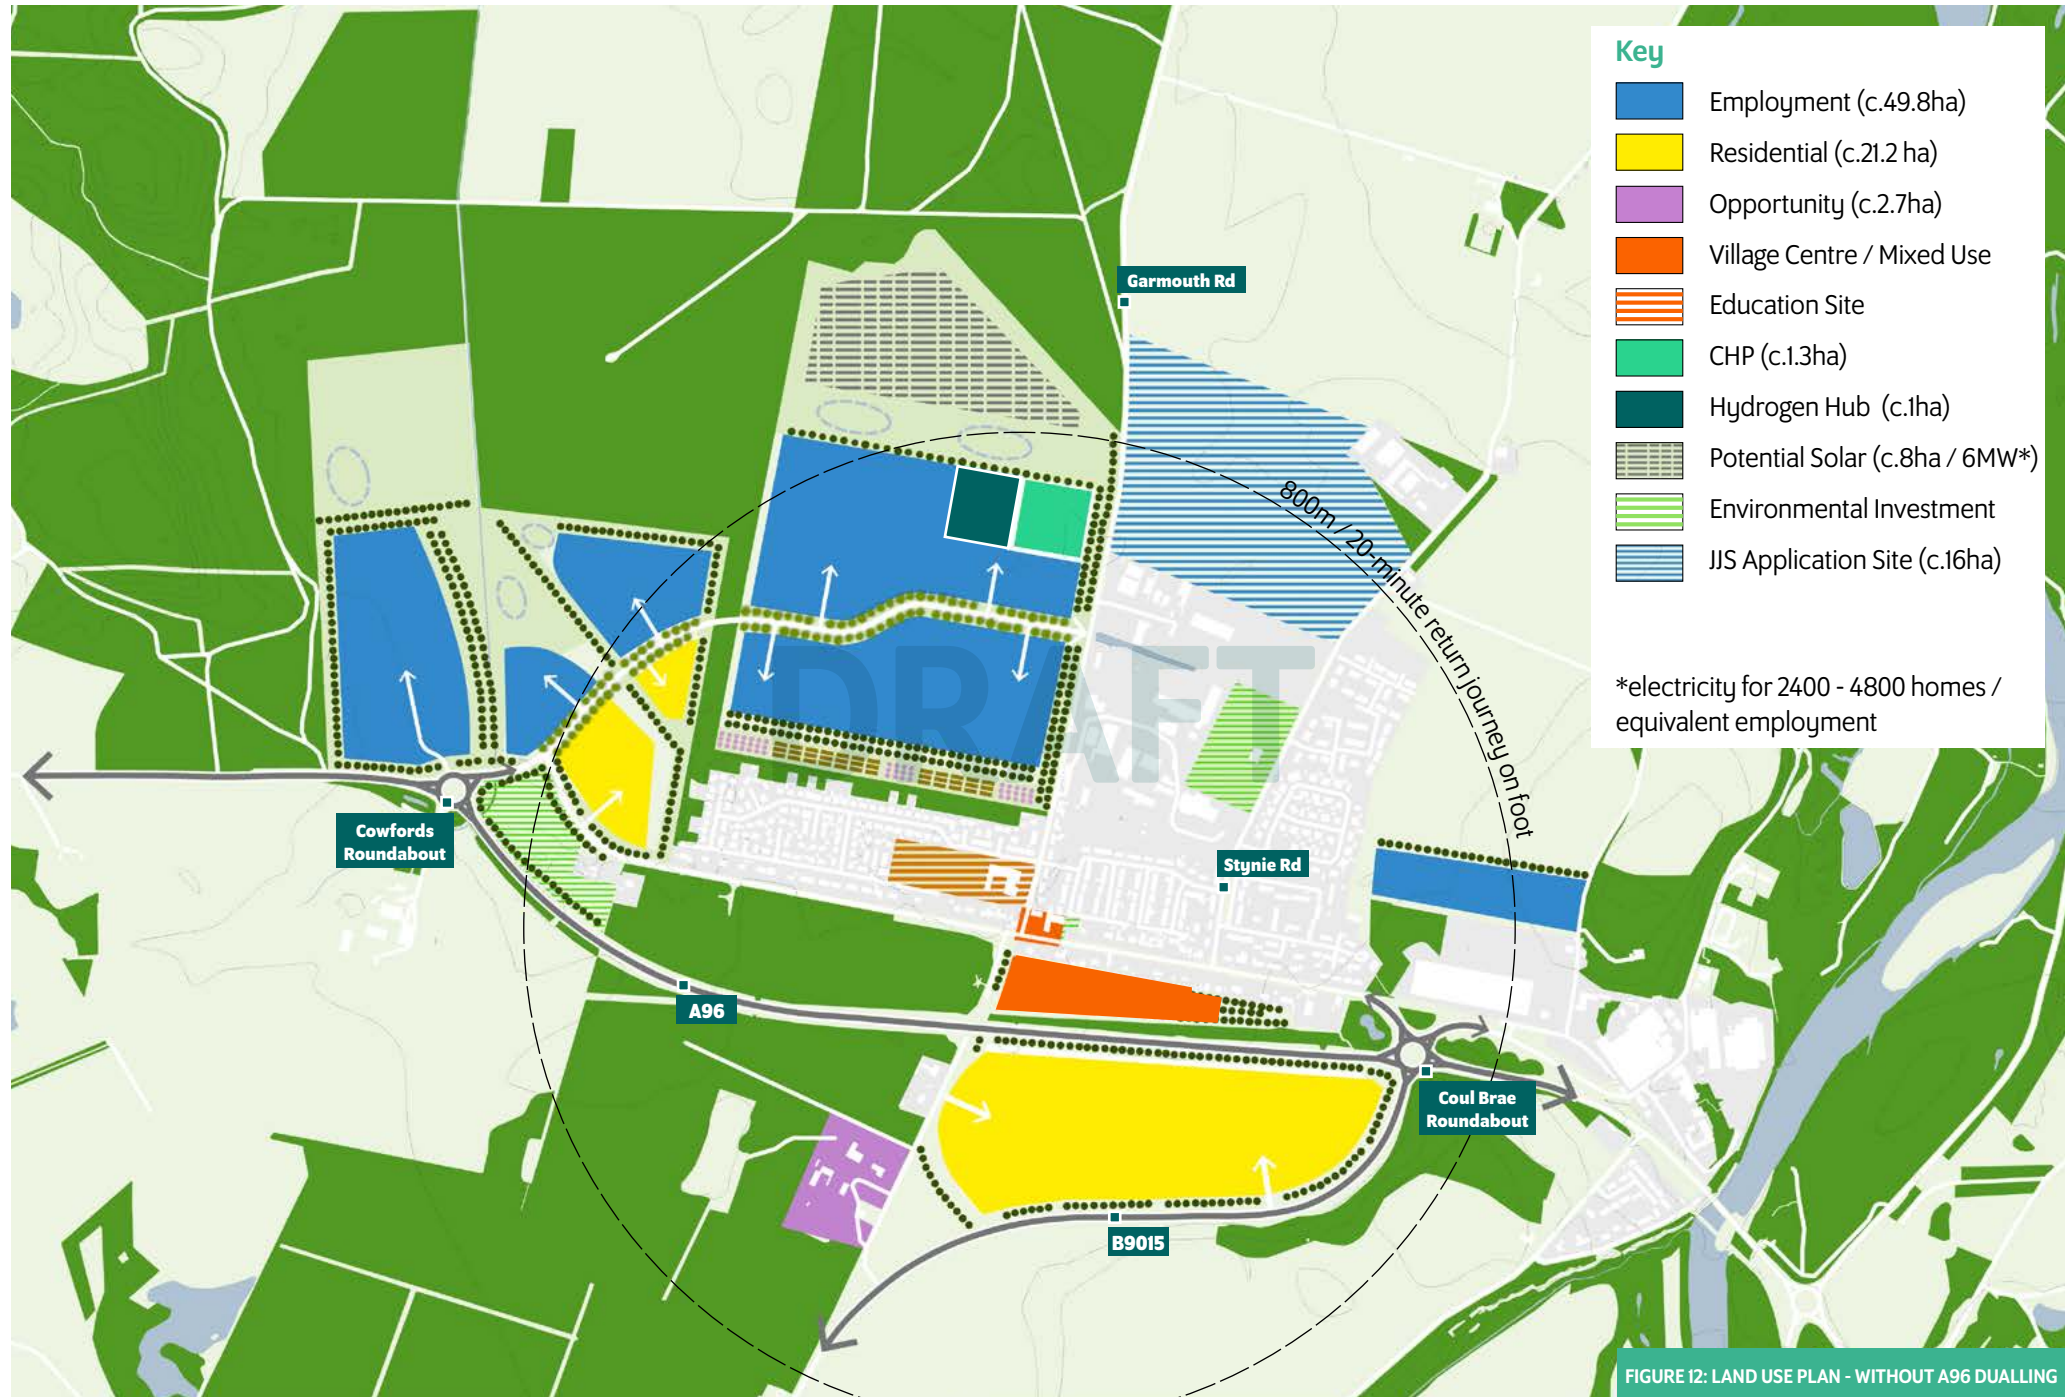 Key
Employment (c.49.8ha)
Residential (c.21.2 ha)
Opportunity (c.2.7ha)
Village Centre / Mixed Use
Education Site
CHP (c.1.3ha)
Hydrogen Hub (c.1ha)
Potential Solar (c.8ha / 6MW*)
Environmental Investment
JJS Application Site (c.16ha)
*electricity for 2400 - 4800 homes /
equivalent employment
Garmouth Rd
800m / 20-minute return journey on foot
DRAFT
Cowfords
Roundabout
Stynie Rd
A96
Coul Brae
Roundabout
B9015
FIGURE 12: LAND USE PLAN - WITHOUT A96 DUALLING